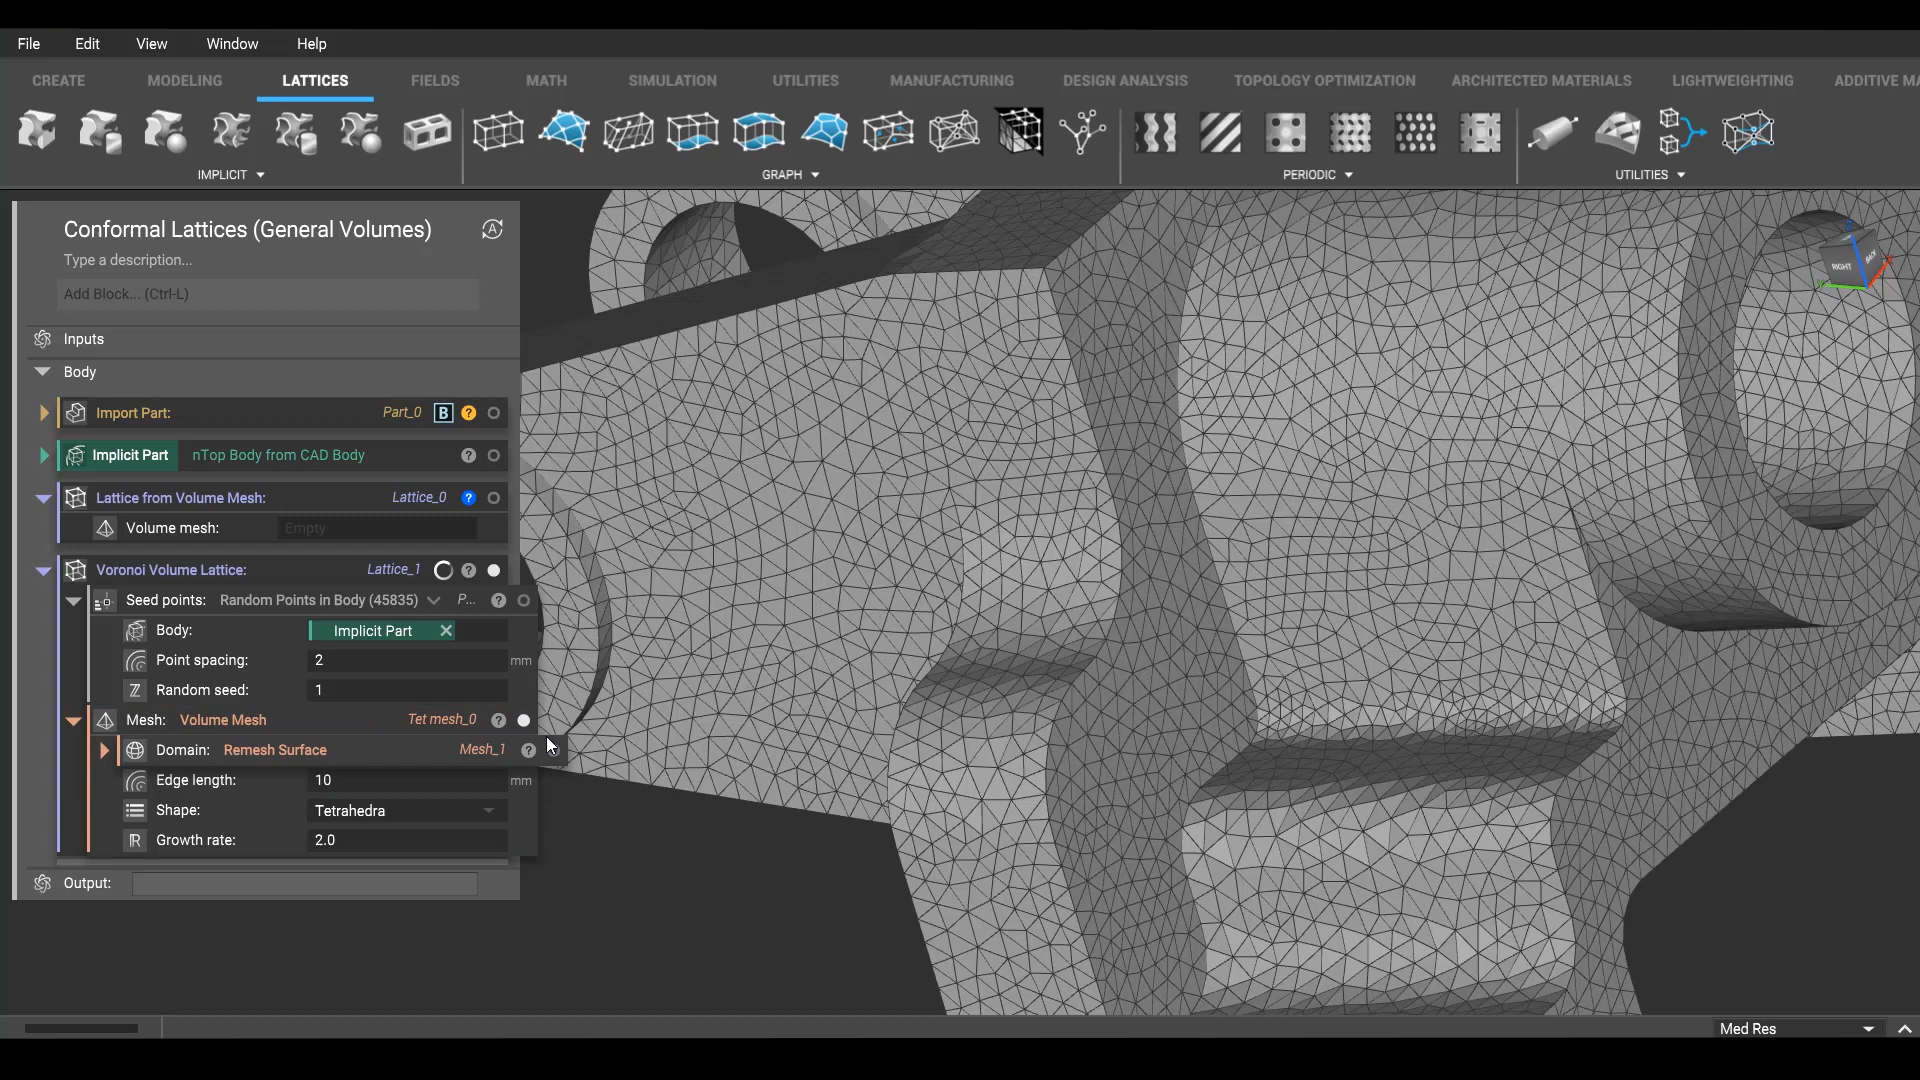 File Edit View Window Help
CREATE MODELING LATTICES FIELDS MATH SIMULATION UTILITIES MANUFACTURING DESIGN ANALYSIS TOPOLOGY OPTIMIZATION ARCHITECTED MATERIALS LIGHTWEIGHTING ADDITIVE MA
IMPLICIT GRAPH PERIODIC UTILITIES
Conformal Lattices (General Volumes)
Type a description...
Add Block... (Ctrl-L)
Inputs
Body
Import Part: Part_0 B ?
Implicit Part nTop Body from CAD Body ?
Lattice from Volume Mesh: Lattice_0 ?
Volume mesh: Empty
Voronoi Volume Lattice: Lattice_1 ?
Seed points: Random Points in Body (45835) P... ?
Body: Implicit Part
Point spacing: 2 mm
Random seed: 1
Mesh: Volume Mesh Tet mesh_0 ?
Domain: Remesh Surface Mesh_1 ?
Edge length: 10 mm
Shape: Tetrahedra
Growth rate: 2.0
Output:
RIGHT BACK
Med Res